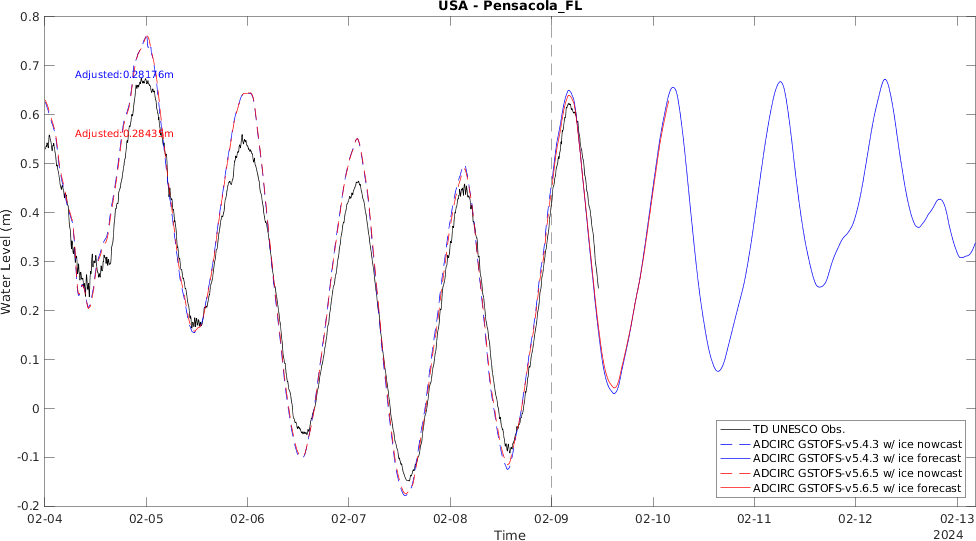 USA - Pensacola_FL
0.8
0.7
0.6
0.5
0.4
0.3
0.2
0.1
0
-0.1
-0.2
Water Level (m)
Adjusted:0.28176m
Adjusted:0.28435m
TD UNESCO Obs.
ADCIRC GSTOFS-v5.4.3 w/ ice nowcast
ADCIRC GSTOFS-v5.4.3 w/ ice forecast
ADCIRC GSTOFS-v5.6.5 w/ ice nowcast
ADCIRC GSTOFS-v5.6.5 w/ ice forecast
02-04 02-05 02-06 02-07 02-08 02-09 02-10 02-11 02-12 02-13
Time
2024